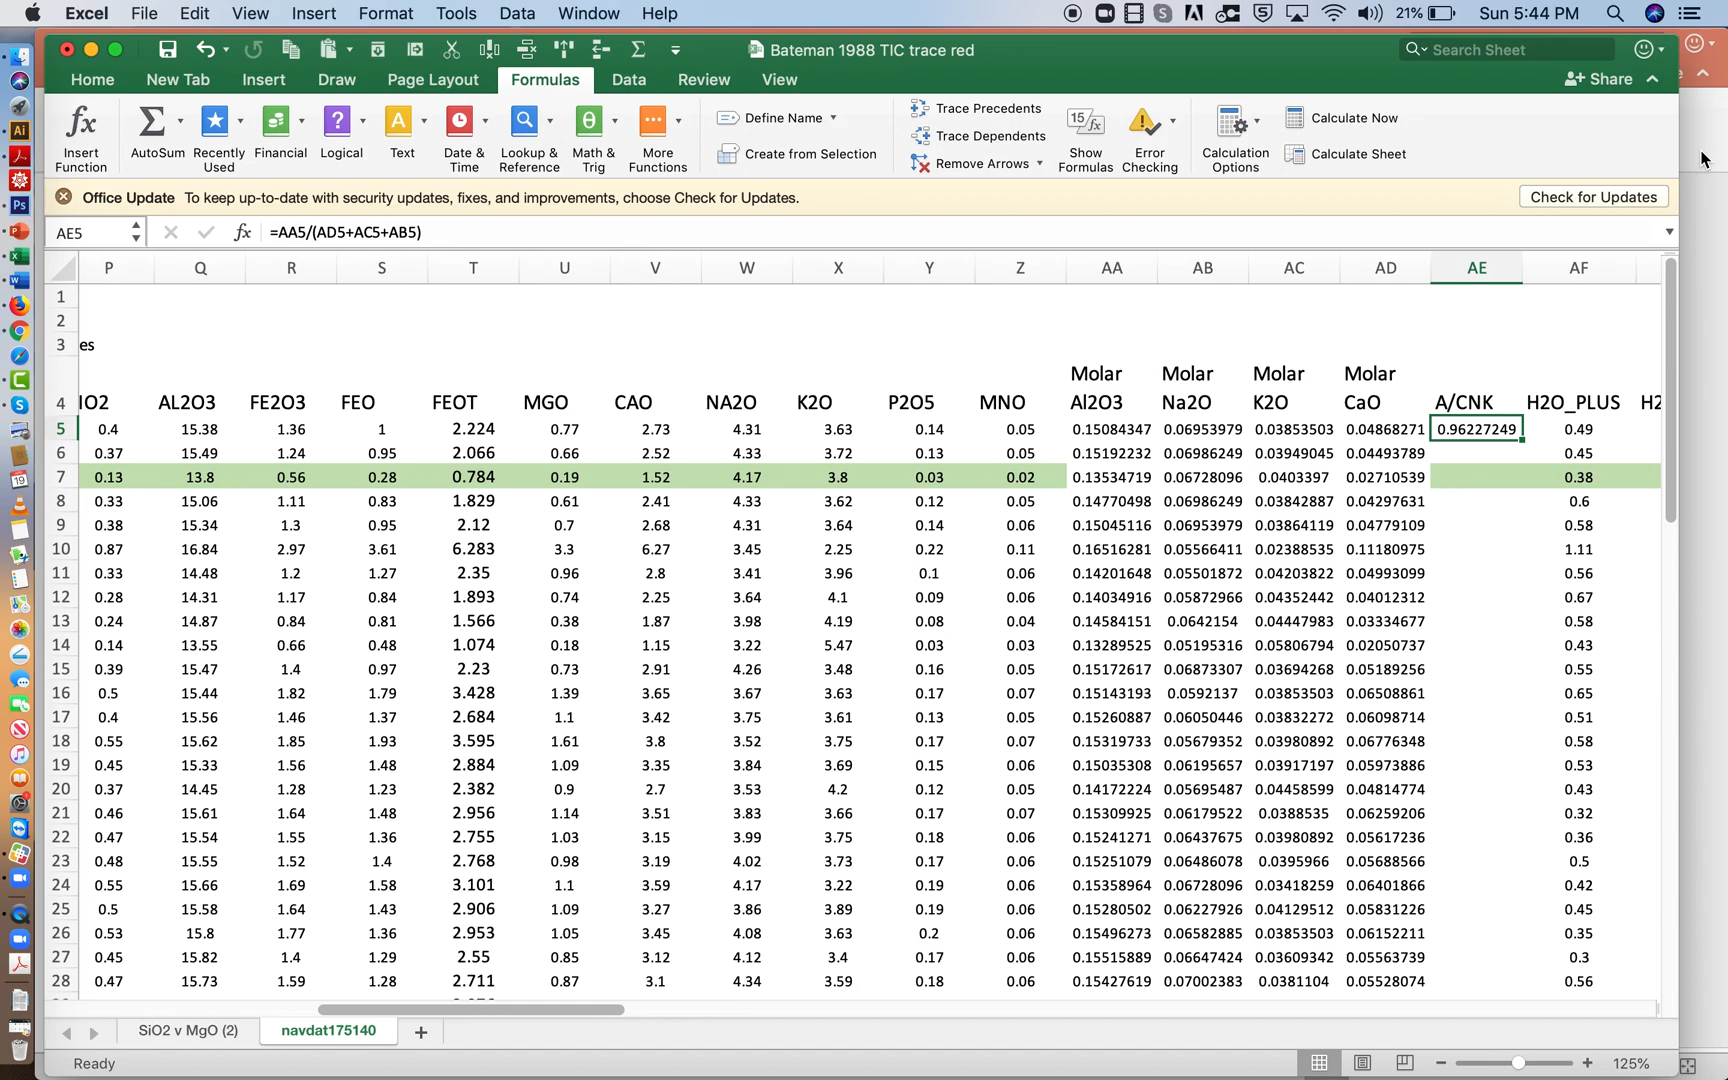 Excel File Edit View Insert Format Tools Data Window Help 21% Sun 5:44 PM
Bateman 1988 TIC trace red Search Sheet
Home New Tab Insert Draw Page Layout Formulas Data Review View Share
Insert Function AutoSum Recently Used Financial Logical Text Date & Time Lookup & Reference Math & Trig More Functions Define Name Create from Selection Trace Precedents Trace Dependents Remove Arrows Show Formulas Error Checking Calculation Options Calculate Now Calculate Sheet
Office Update To keep up-to-date with security updates, fixes, and improvements, choose Check for Updates. Check for Updates
AE5 fx =AA5/(AD5+AC5+AB5)
P Q R S T U V W X Y Z AA AB AC AD AE AF
1
2
3 es
Molar Molar Molar Molar
4 IO2 AL2O3 FE2O3 FEO FEOT MGO CAO NA2O K2O P2O5 MNO Al2O3 Na2O K2O CaO A/CNK H2O_PLUS H2
5 0.4 15.38 1.36 1 2.224 0.77 2.73 4.31 3.63 0.14 0.05 0.15084347 0.06953979 0.03853503 0.04868271 0.96227249 0.49
6 0.37 15.49 1.24 0.95 2.066 0.66 2.52 4.33 3.72 0.13 0.05 0.15192232 0.06986249 0.03949045 0.04493789 0.45
7 0.13 13.8 0.56 0.28 0.784 0.19 1.52 4.17 3.8 0.03 0.02 0.13534719 0.06728096 0.0403397 0.02710539 0.38
8 0.33 15.06 1.11 0.83 1.829 0.61 2.41 4.33 3.62 0.12 0.05 0.14770498 0.06986249 0.03842887 0.04297631 0.6
9 0.38 15.34 1.3 0.95 2.12 0.7 2.68 4.31 3.64 0.14 0.06 0.15045116 0.06953979 0.03864119 0.04779109 0.58
10 0.87 16.84 2.97 3.61 6.283 3.3 6.27 3.45 2.25 0.22 0.11 0.16516281 0.05566411 0.02388535 0.11180975 1.11
11 0.33 14.48 1.2 1.27 2.35 0.96 2.8 3.41 3.96 0.1 0.06 0.14201648 0.05501872 0.04203822 0.04993099 0.56
12 0.28 14.31 1.17 0.84 1.893 0.74 2.25 3.64 4.1 0.09 0.06 0.14034916 0.05872966 0.04352442 0.04012312 0.67
13 0.24 14.87 0.84 0.81 1.566 0.38 1.87 3.98 4.19 0.08 0.04 0.14584151 0.0642154 0.04447983 0.03334677 0.58
14 0.14 13.55 0.66 0.48 1.074 0.18 1.15 3.22 5.47 0.03 0.03 0.13289525 0.05195316 0.05806794 0.02050737 0.43
15 0.39 15.47 1.4 0.97 2.23 0.73 2.91 4.26 3.48 0.16 0.05 0.15172617 0.06873307 0.03694268 0.05189256 0.55
16 0.5 15.44 1.82 1.79 3.428 1.39 3.65 3.67 3.63 0.17 0.07 0.15143193 0.0592137 0.03853503 0.06508861 0.65
17 0.4 15.56 1.46 1.37 2.684 1.1 3.42 3.75 3.61 0.13 0.05 0.15260887 0.06050446 0.03832272 0.06098714 0.51
18 0.55 15.62 1.85 1.93 3.595 1.61 3.8 3.52 3.75 0.17 0.07 0.15319733 0.05679352 0.03980892 0.06776348 0.58
19 0.45 15.33 1.56 1.48 2.884 1.09 3.35 3.84 3.69 0.15 0.06 0.15035308 0.06195657 0.03917197 0.05973886 0.53
20 0.37 14.45 1.28 1.23 2.382 0.9 2.7 3.53 4.2 0.12 0.05 0.14172224 0.05695487 0.04458599 0.04814774 0.43
21 0.46 15.61 1.64 1.48 2.956 1.14 3.51 3.83 3.66 0.17 0.07 0.15309925 0.06179522 0.0388535 0.06259206 0.32
22 0.47 15.54 1.55 1.36 2.755 1.03 3.15 3.99 3.75 0.18 0.06 0.15241271 0.06437675 0.03980892 0.05617236 0.36
23 0.48 15.55 1.52 1.4 2.768 0.98 3.19 4.02 3.73 0.17 0.06 0.15251079 0.06486078 0.0395966 0.05688566 0.5
24 0.55 15.66 1.69 1.58 3.101 1.1 3.59 4.17 3.22 0.19 0.06 0.15358964 0.06728096 0.03418259 0.06401866 0.42
25 0.5 15.58 1.64 1.43 2.906 1.09 3.27 3.86 3.89 0.19 0.06 0.15280502 0.06227926 0.04129512 0.05831226 0.45
26 0.53 15.8 1.77 1.36 2.953 1.05 3.45 4.08 3.63 0.2 0.06 0.15496273 0.06582885 0.03853503 0.06152211 0.35
27 0.45 15.82 1.4 1.29 2.55 0.85 3.12 4.12 3.4 0.17 0.06 0.15515889 0.06647424 0.03609342 0.05563739 0.3
28 0.47 15.73 1.59 1.28 2.711 0.87 3.1 4.34 3.59 0.18 0.06 0.15427619 0.07002383 0.0381104 0.05528074 0.56
SiO2 v MgO (2) navdat175140
Ready 125%